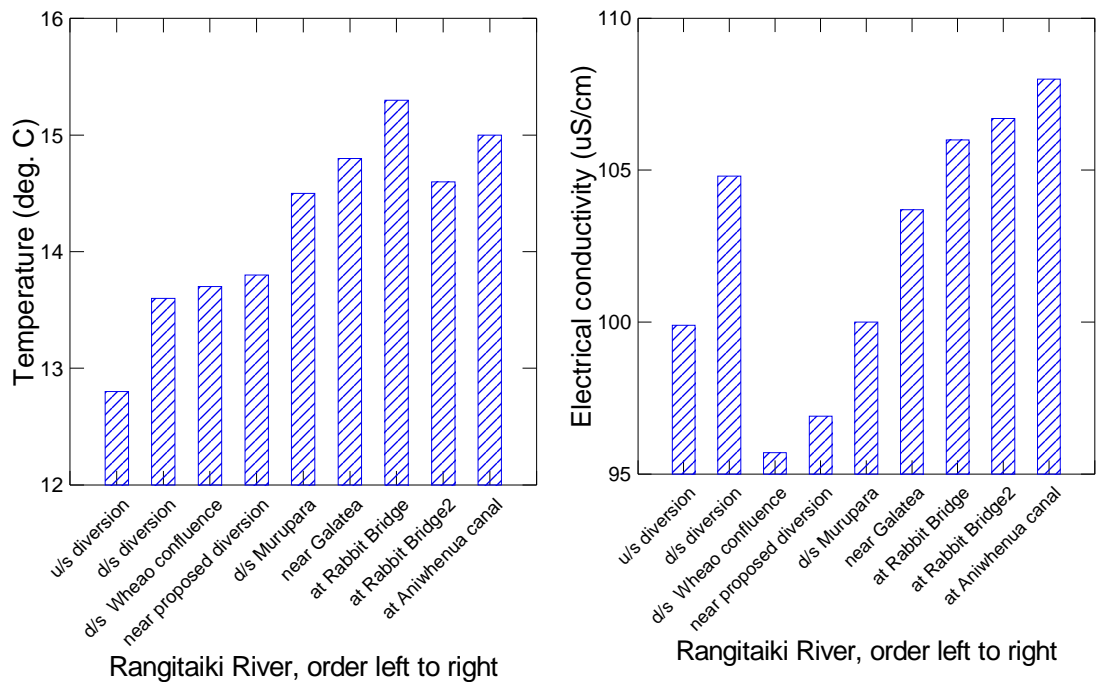 16
15
14
13
12
Temperature (deg. C)
u/s diversion
d/s diversion
d/s Wheao confluence
near proposed diversion
d/s Murupara
near Galatea
at Rabbit Bridge
at Rabbit Bridge2
at Aniwhenua canal
Rangitaiki River, order left to right
110
105
100
95
Electrical conductivity (uS/cm)
u/s diversion
d/s diversion
d/s Wheao confluence
near proposed diversion
d/s Murupara
near Galatea
at Rabbit Bridge
at Rabbit Bridge2
at Aniwhenua canal
Rangitaiki River, order left to right